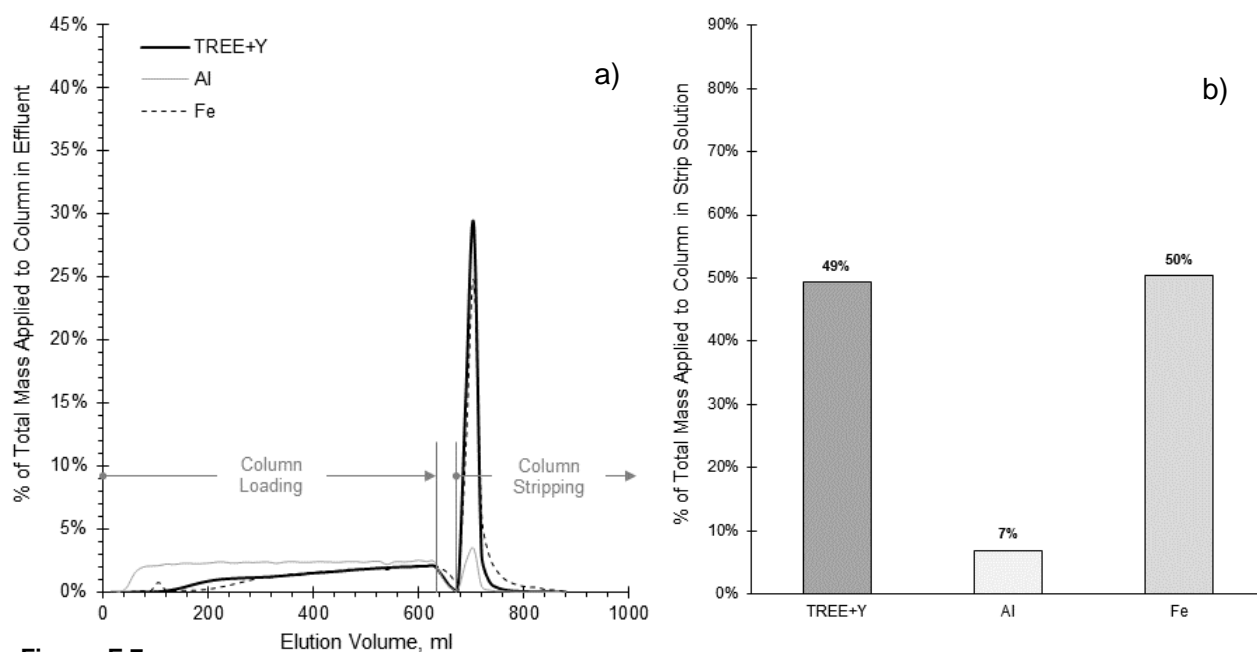 % of Total Mass Applied to Column in Effluent
45%
40%
35%
30%
25%
20%
15%
10%
5%
0%
TREE+Y
Al
Fe
a)
Column
Loading
Column
Stripping
0
200
400
600
800
1000
Elution Volume, ml
% of Total Mass Applied to Column in Strip Solution
90%
80%
70%
60%
50%
40%
30%
20%
10%
0%
b)
49%
7%
50%
TREE+Y
Al
Fe